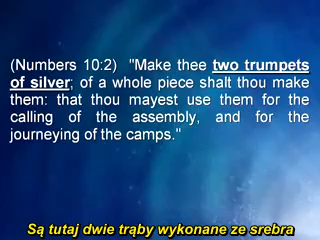 (Numbers 10:2) "Make thee two trumpets
of silver; of a whole piece shalt thou make
them: that thou mayest use them for the
calling of the assembly, and for the
journeying of the camps."
Są tutaj dwie trąby wykonane ze srebra